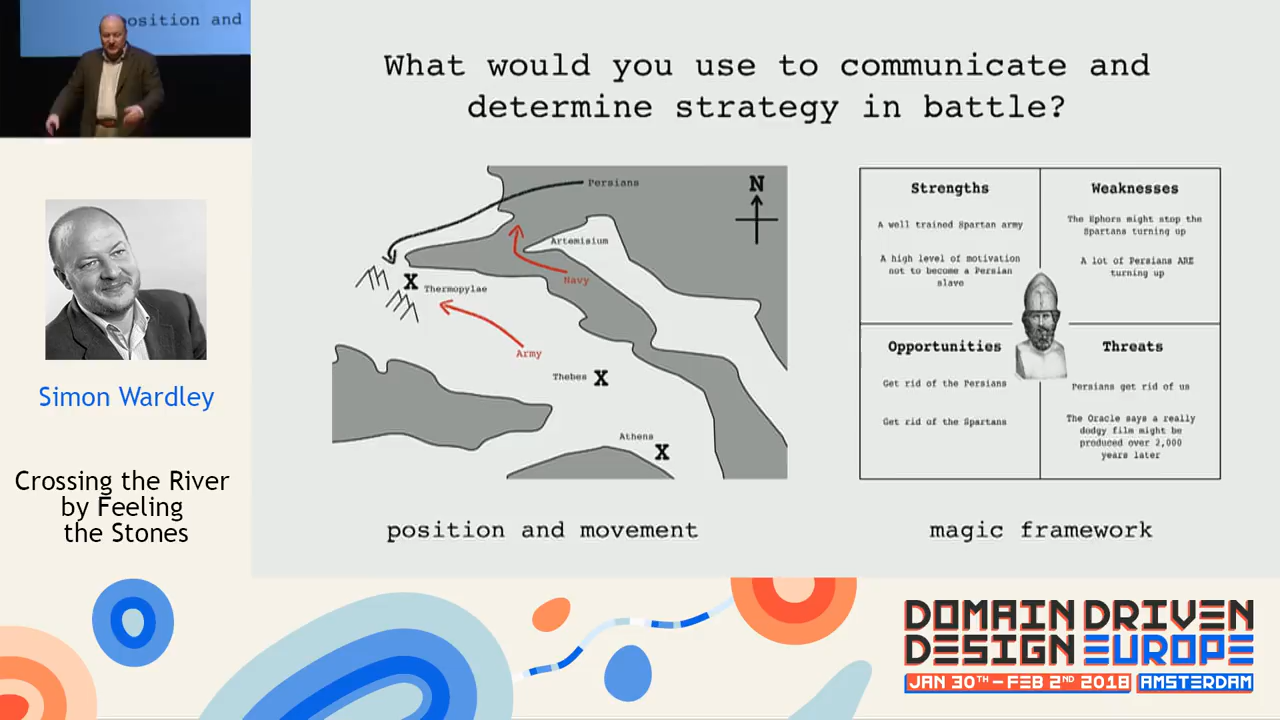 position and
What would you use to communicate and
determine strategy in battle?
Persians
N
Artemisium
Navy
X
Thermopylae
Army
Thebes X
Athens
X
position and movement
Strengths
A well trained Spartan army
A high level of motivation
not to become a Persian
slave
Weaknesses
The Ephors might stop the
Spartans turning up
A lot of Persians ARE
turning up
Opportunities
Get rid of the Persians
Get rid of the Spartans
Threats
Persians get rid of us
The Oracle says a really
dodgy film might be
produced over 2,000
years later
magic framework
Simon Wardley
Crossing the River
by Feeling
the Stones
DOMAIN DRIVEN
DESIGN EUROPE
JAN 30TH - FEB 2ND 2018 AMSTERDAM